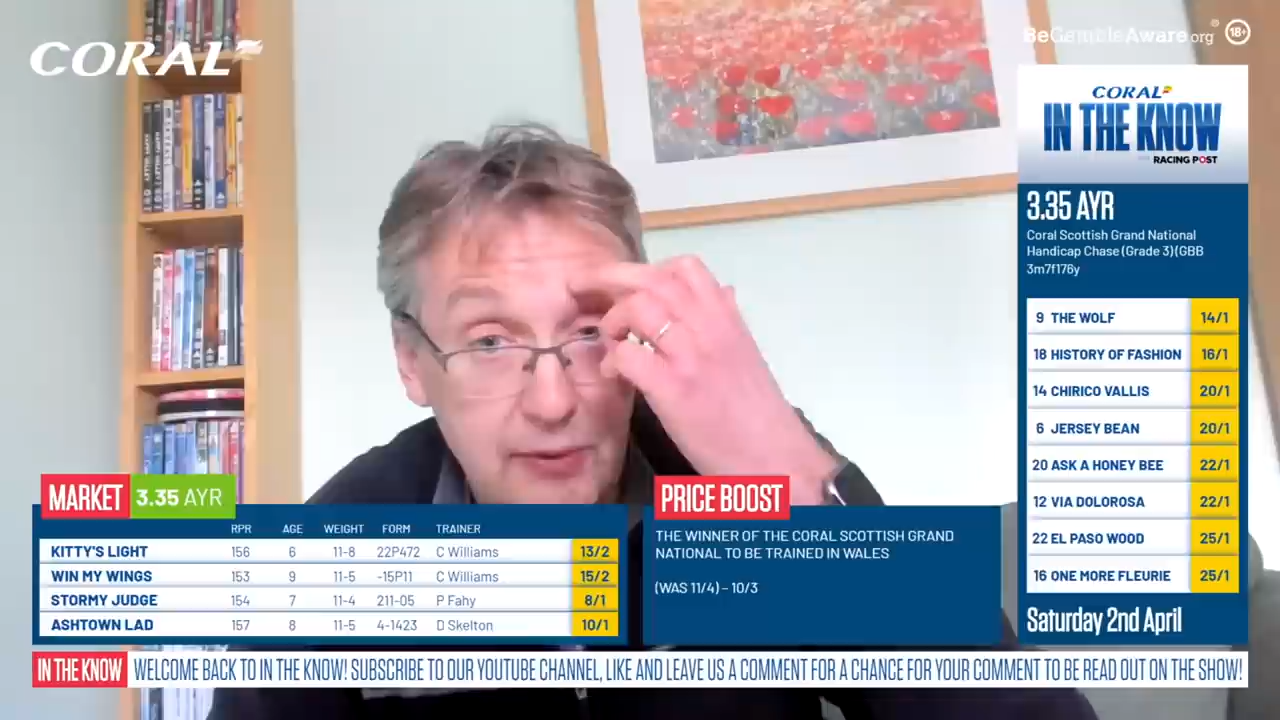 CORAL
BeGambleAware.org® 18+
CORAL
IN THE KNOW
WITH RACING POST
3.35 AYR
Coral Scottish Grand National
Handicap Chase (Grade 3) (GBB
3m7f176y
9 THE WOLF 14/1
18 HISTORY OF FASHION 16/1
14 CHIRICO VALLIS 20/1
6 JERSEY BEAN 20/1
20 ASK A HONEY BEE 22/1
12 VIA DOLOROSA 22/1
22 EL PASO WOOD 25/1
16 ONE MORE FLEURIE 25/1
Saturday 2nd April
MARKET 3.35 AYR
RPR AGE WEIGHT FORM TRAINER
KITTY'S LIGHT 156 6 11-8 22P472 C Williams 13/2
WIN MY WINGS 153 9 11-5 -15P11 C Williams 15/2
STORMY JUDGE 154 7 11-4 211-05 P Fahy 8/1
ASHTOWN LAD 157 8 11-5 4-1423 D Skelton 10/1
PRICE BOOST
THE WINNER OF THE CORAL SCOTTISH GRAND
NATIONAL TO BE TRAINED IN WALES
(WAS 11/4) – 10/3
IN THE KNOW WELCOME BACK TO IN THE KNOW! SUBSCRIBE TO OUR YOUTUBE CHANNEL, LIKE AND LEAVE US A COMMENT FOR A CHANCE FOR YOUR COMMENT TO BE READ OUT ON THE SHOW!